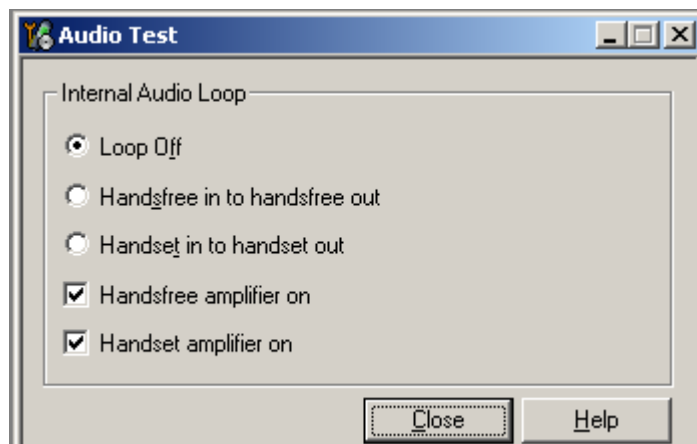 Audio Test
Internal Audio Loop
Loop Off
Handsfree in to handsfree out
Handset in to handset out
Handsfree amplifier on
Handset amplifier on
Close
Help